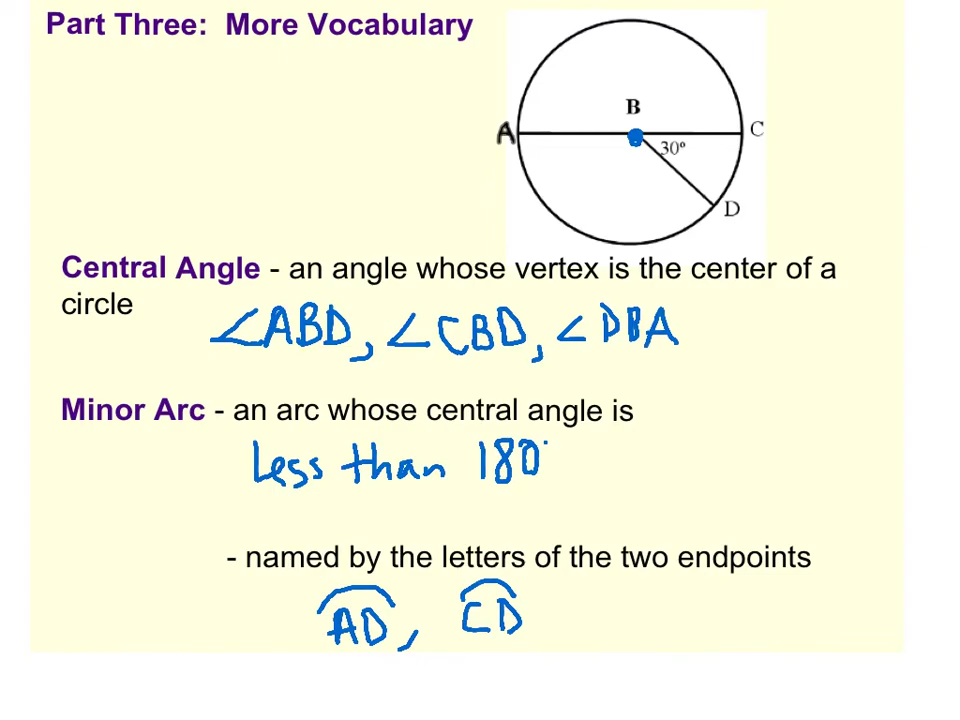 Part Three: More Vocabulary
B
A
C
30°
D
Central Angle - an angle whose vertex is the center of a
circle
∠ABD, ∠CBD, ∠DBA
Minor Arc - an arc whose central angle is
Less than 180°
- named by the letters of the two endpoints
AD, CD